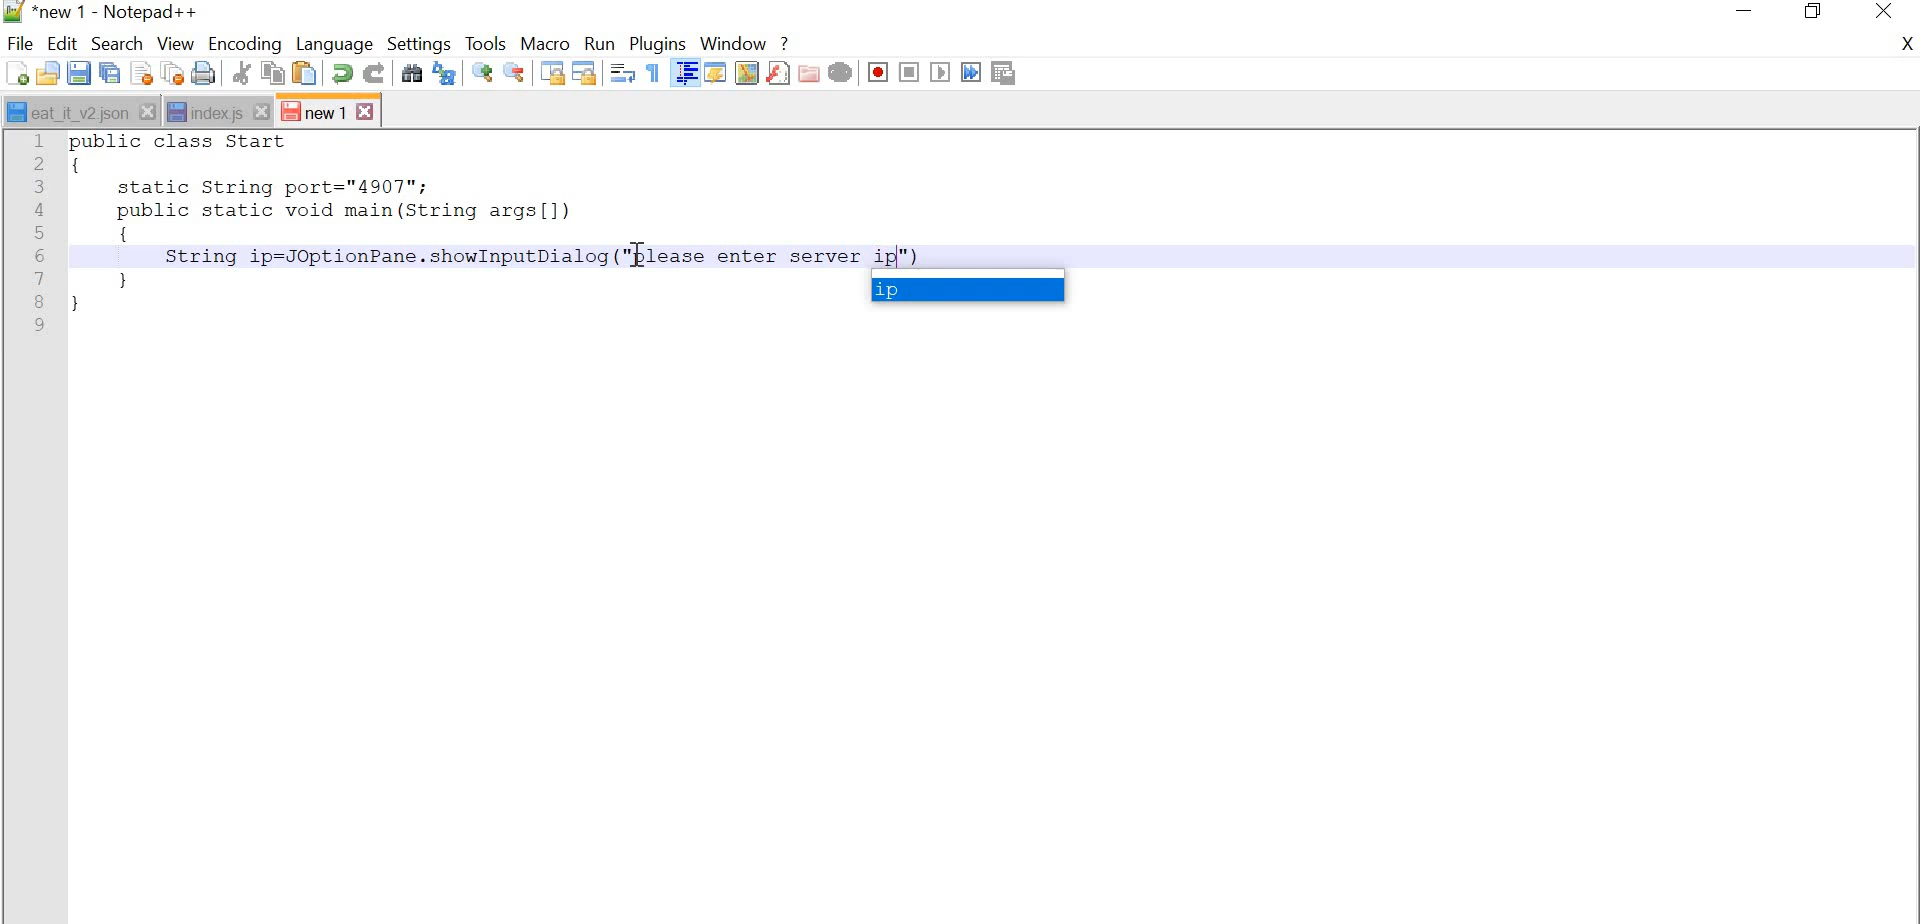 *new 1 - Notepad++
File Edit Search View Encoding Language Settings Tools Macro Run Plugins Window ? X
eat_it_v2.json index.js new 1
1 public class Start
2 {
3 static String port="4907";
4 public static void main(String args[])
5 {
6 String ip=JOptionPane.showInputDialog("please enter server ip")
7 }
ip
8 }
9